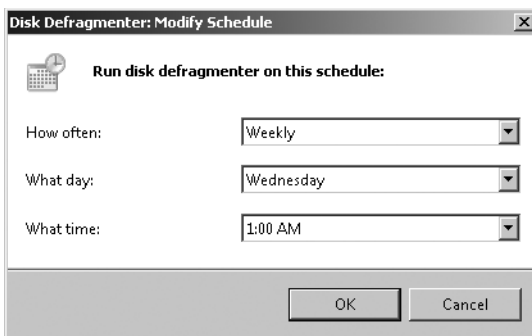 Disk Defragmenter: Modify Schedule
Run disk defragmenter on this schedule:
How often: Weekly
What day: Wednesday
What time: 1:00 AM
OK Cancel